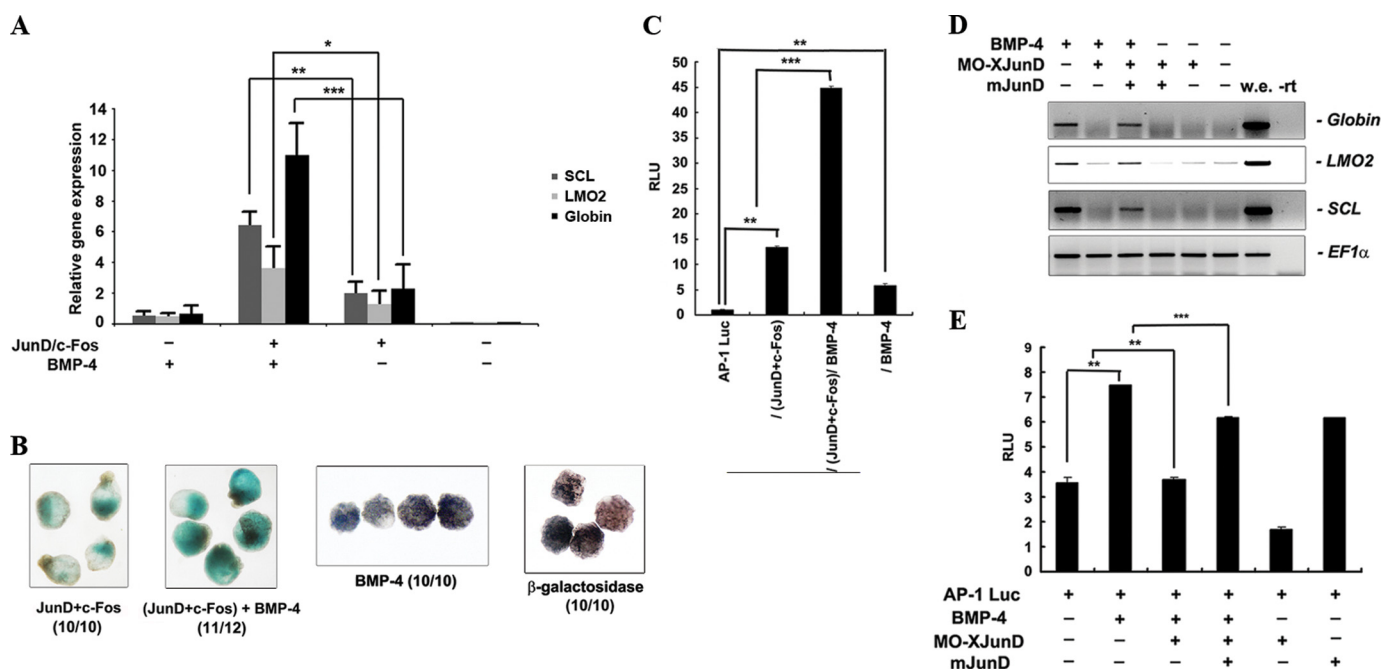 A
Relative gene expression
14
12
10
8
6
4
2
0
*
**
***
SCL
LMO2
Globin
JunD/c-Fos − + + −
BMP-4 + + − −
B
JunD+c-Fos
(10/10)
(JunD+c-Fos) + BMP-4
(11/12)
BMP-4 (10/10)
β-galactosidase
(10/10)
C
RLU
50
45
40
35
30
25
20
15
10
5
0
**
***
**
AP-1 Luc
/ (JunD+c-Fos)
/ (JunD+c-Fos)/ BMP-4
/ BMP-4
D
BMP-4 + + + − − −
MO-XJunD − + + + + −
mJunD − − + + − − w.e. -rt
- Globin
- LMO2
- SCL
- EF1α
E
RLU
9
8
7
6
5
4
3
2
1
0
**
**
***
AP-1 Luc + + + + + +
BMP-4 − + + + − −
MO-XJunD − − + + + −
mJunD − − − + − +